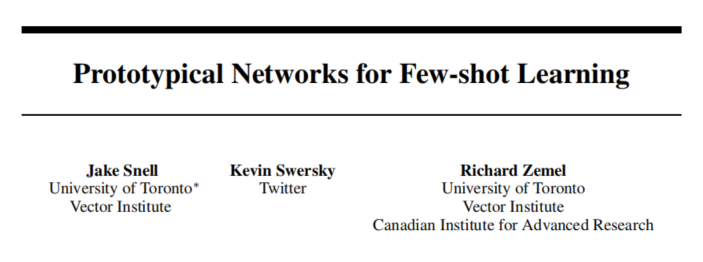 Prototypical Networks for Few-shot Learning
Jake Snell
University of Toronto*
Vector Institute
Kevin Swersky
Twitter
Richard Zemel
University of Toronto
Vector Institute
Canadian Institute for Advanced Research